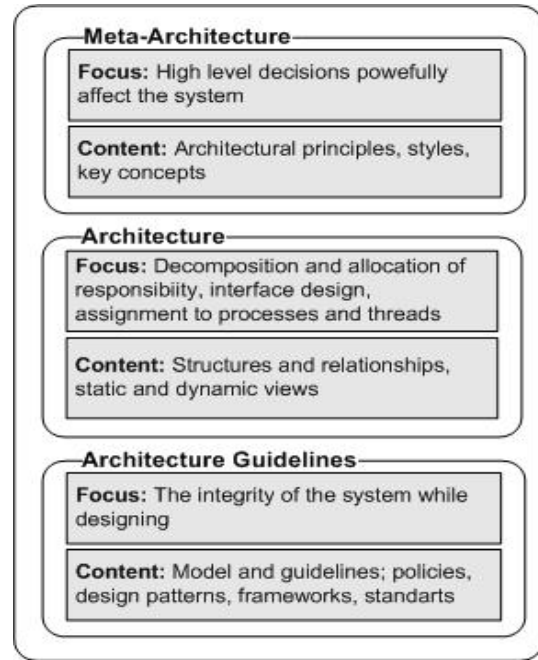 Meta-Architecture
Focus: High level decisions powefully
affect the system
Content: Architectural principles, styles,
key concepts
Architecture
Focus: Decomposition and allocation of
responsibiity, interface design,
assignment to processes and threads
Content: Structures and relationships,
static and dynamic views
Architecture Guidelines
Focus: The integrity of the system while
designing
Content: Model and guidelines; policies,
design patterns, frameworks, standarts